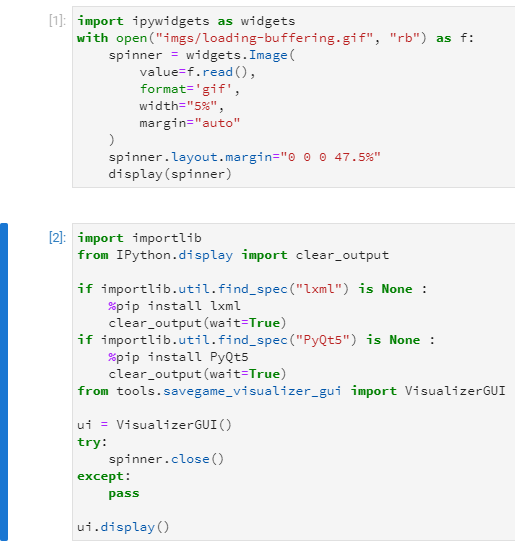 [1]:
import ipywidgets as widgets
with open("imgs/loading-buffering.gif", "rb") as f:
    spinner = widgets.Image(
        value=f.read(),
        format='gif',
        width="5%",
        margin="auto"
    )
    spinner.layout.margin="0 0 0 47.5%"
    display(spinner)
[2]:
import importlib
from IPython.display import clear_output

if importlib.util.find_spec("lxml") is None :
    %pip install lxml
    clear_output(wait=True)
if importlib.util.find_spec("PyQt5") is None :
    %pip install PyQt5
    clear_output(wait=True)
from tools.savegame_visualizer_gui import VisualizerGUI

ui = VisualizerGUI()
try:
    spinner.close()
except:
    pass

ui.display()